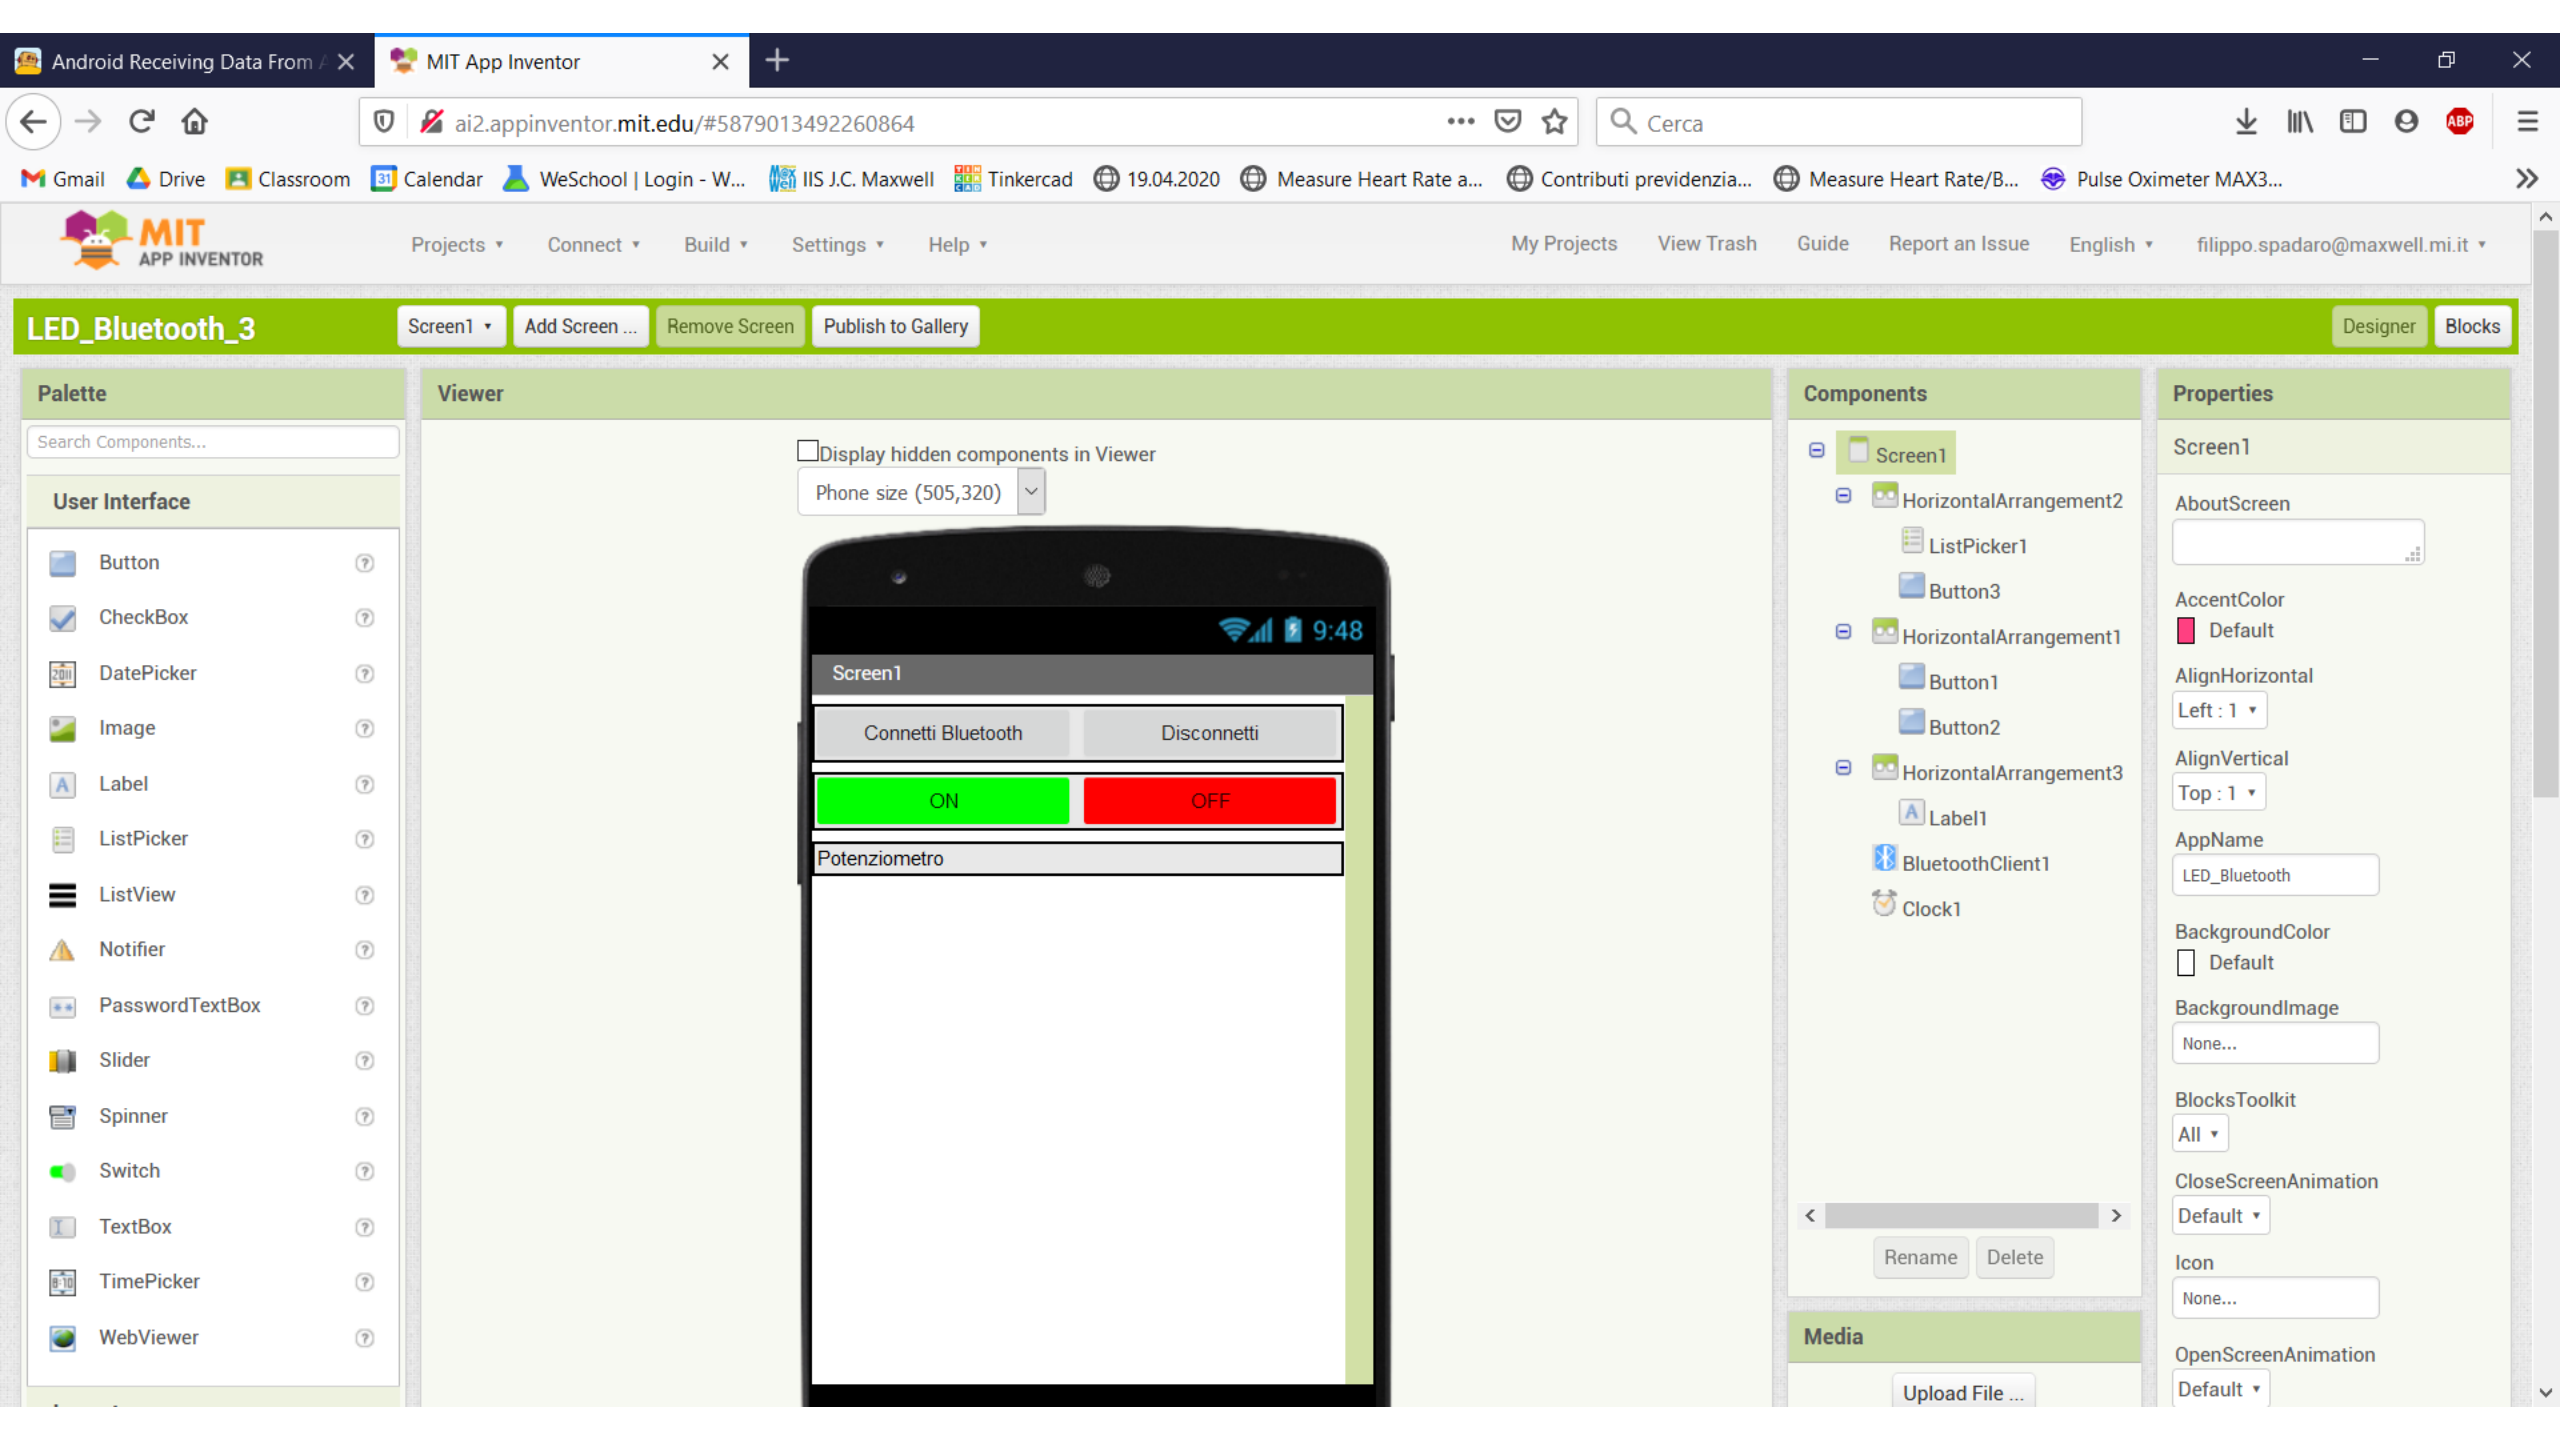 Android Receiving Data From A
MIT App Inventor
ai2.appinventor.mit.edu/#5879013492260864
Cerca
ABP
Gmail
Drive
Classroom
31 Calendar
WeSchool | Login - W...
IIS J.C. Maxwell
Tinkercad
19.04.2020
Measure Heart Rate a...
Contributi previdenzia...
Measure Heart Rate/B...
Pulse Oximeter MAX3...
MIT
APP INVENTOR
Projects
Connect
Build
Settings
Help
My Projects
View Trash
Guide
Report an Issue
English
filippo.spadaro@maxwell.mi.it
LED_Bluetooth_3
Screen1
Add Screen ...
Remove Screen
Publish to Gallery
Designer
Blocks
Palette
Search Components...
User Interface
Button
CheckBox
DatePicker
Image
Label
ListPicker
ListView
Notifier
PasswordTextBox
Slider
Spinner
Switch
TextBox
TimePicker
WebViewer
Viewer
Display hidden components in Viewer
Phone size (505,320)
9:48
Screen1
Connetti Bluetooth
Disconnetti
ON
OFF
Potenziometro
Components
Screen1
HorizontalArrangement2
ListPicker1
Button3
HorizontalArrangement1
Button1
Button2
HorizontalArrangement3
Label1
BluetoothClient1
Clock1
Rename
Delete
Media
Upload File ...
Properties
Screen1
AboutScreen
AccentColor
Default
AlignHorizontal
Left : 1
AlignVertical
Top : 1
AppName
LED_Bluetooth
BackgroundColor
Default
BackgroundImage
None...
BlocksToolkit
All
CloseScreenAnimation
Default
Icon
None...
OpenScreenAnimation
Default